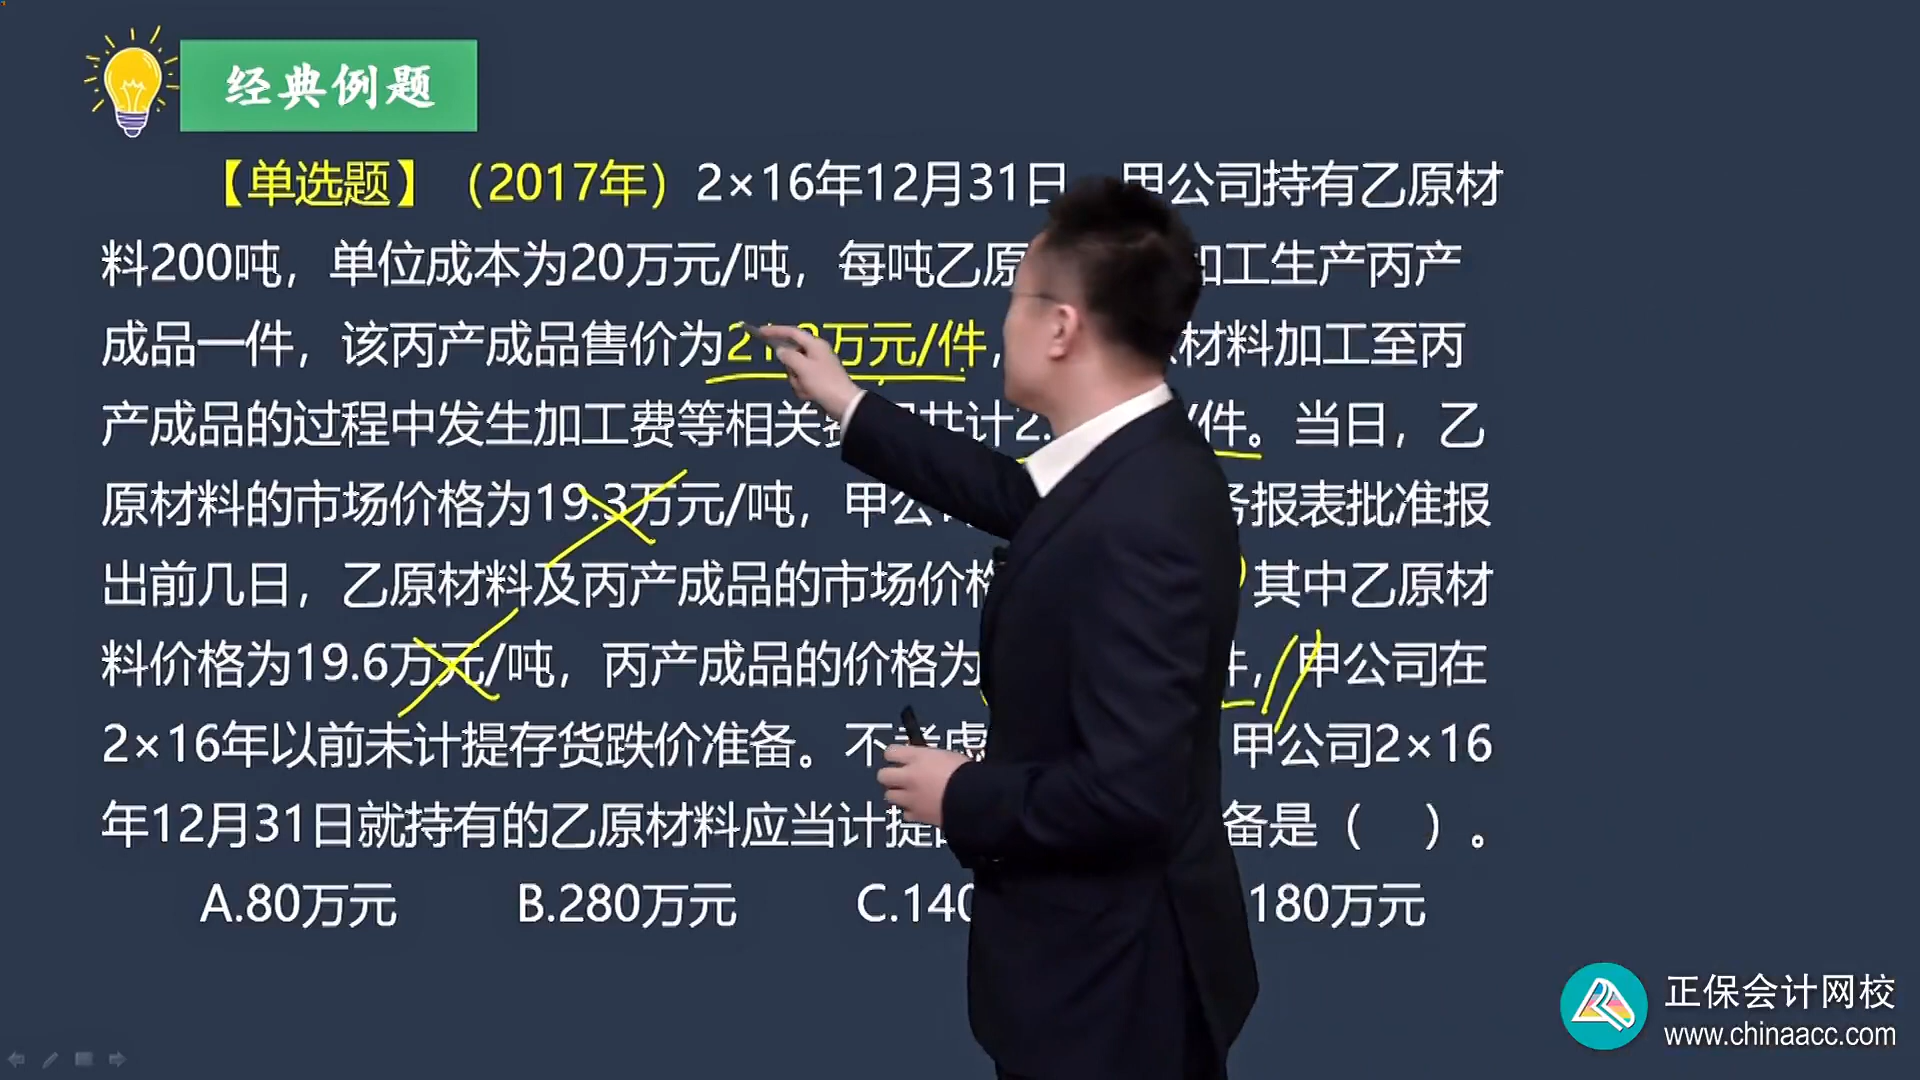 经典例题
【单选题】（2017年）2×16年12月31日 甲公司持有乙原材
料200吨，单位成本为20万元/吨，每吨乙原 加工生产丙产
成品一件，该丙产成品售价为21. 万元/件， 材料加工至丙
产成品的过程中发生加工费等相关 共计2. /件。当日，乙
原材料的市场价格为19.3万元/吨，甲公 务报表批准报
出前几日，乙原材料及丙产成品的市场价格 其中乙原材
料价格为19.6万元/吨，丙产成品的价格为 件，甲公司在
2×16年以前未计提存货跌价准备。不考虑 甲公司2×16
年12月31日就持有的乙原材料应当计提 备是（ ）。
A.80万元 B.280万元 C.140 180万元
正保会计网校
www.chinaacc.com